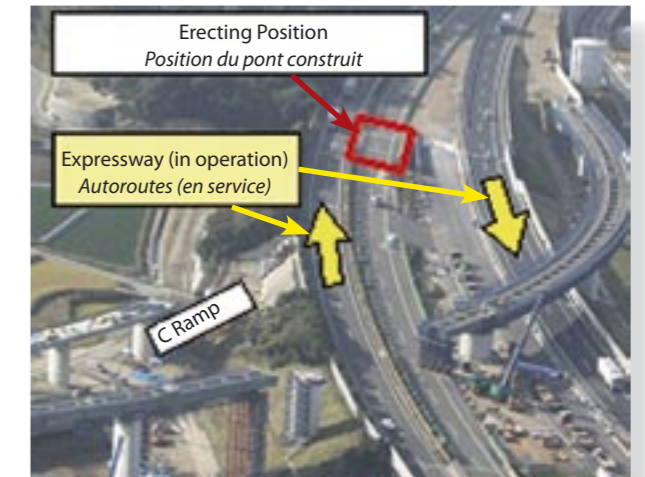 Erecting Position
Position du pont construit
Expressway (in operation)
Autoroutes (en service)
C Ramp